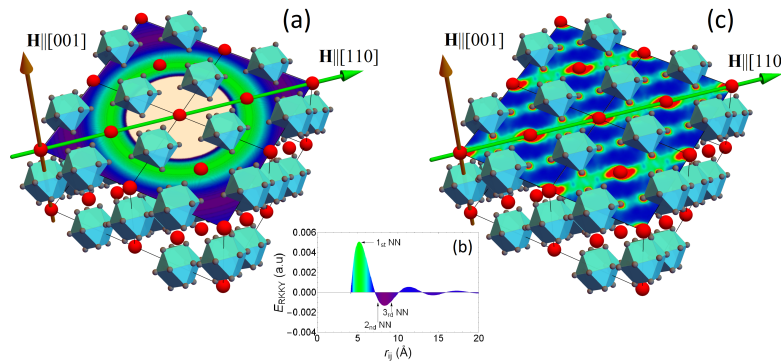 (a)
H||[001]
H||[110]
(c)
H||[001]
H||[110
(b)
0.006
0.004
0.002
0.000
−0.002
−0.004
E_RKKY (a.u)
1st NN
3rd NN
2nd NN
0
5
10
15
20
r_ij (Å)